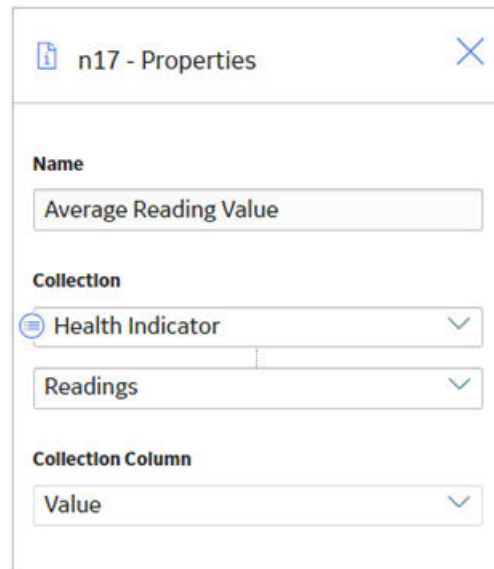 n17 - Properties
Name
Average Reading Value
Collection
Health Indicator
Readings
Collection Column
Value